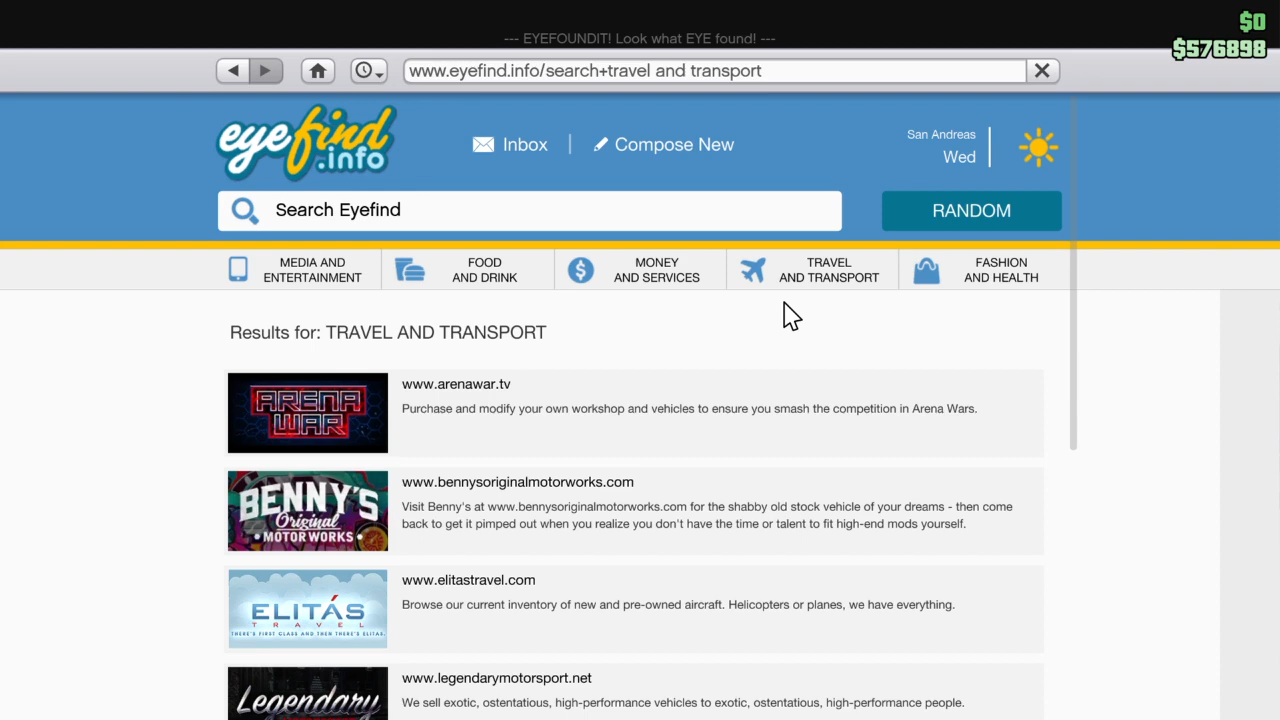 $0
$576898
--- EYEFOUNDIT! Look what EYE found! ---
www.eyefind.info/search+travel and transport
eyefind.info
Inbox
Compose New
San Andreas
Wed
Search Eyefind
RANDOM
MEDIA AND
ENTERTAINMENT
FOOD
AND DRINK
MONEY
AND SERVICES
TRAVEL
AND TRANSPORT
FASHION
AND HEALTH
Results for: TRAVEL AND TRANSPORT
ARENA
WAR
www.arenawar.tv
Purchase and modify your own workshop and vehicles to ensure you smash the competition in Arena Wars.
BENNY'S
Original
MOTOR WORKS
www.bennysoriginalmotorworks.com
Visit Benny's at www.bennysoriginalmotorworks.com for the shabby old stock vehicle of your dreams - then come
back to get it pimped out when you realize you don't have the time or talent to fit high-end mods yourself.
ELITÁS
TRAVEL
THERE'S FIRST CLASS AND THEN THERE'S ELITAS.
www.elitastravel.com
Browse our current inventory of new and pre-owned aircraft. Helicopters or planes, we have everything.
Legendary
www.legendarymotorsport.net
We sell exotic, ostentatious, high-performance vehicles to exotic, ostentatious, high-performance people.